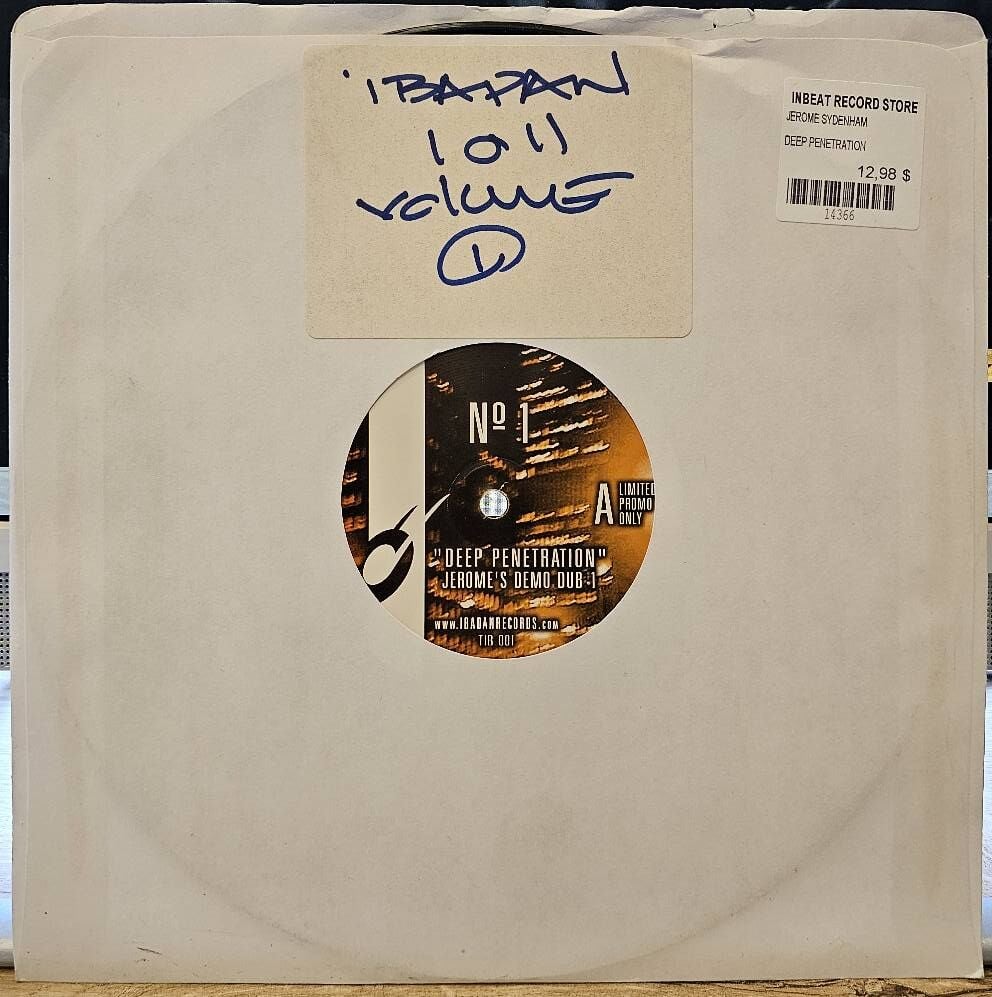 IBADAN
1011
VOLUME
1
INBEAT RECORD STORE
JEROME SYDENHAM
DEEP PENETRATION
12,98 $
14366
Nº 1
A LIMITED
PROMO
ONLY
"DEEP PENETRATION"
JEROME'S DEMO DUB 1
WWW.IBADANRECORDS.COM
TIR 001